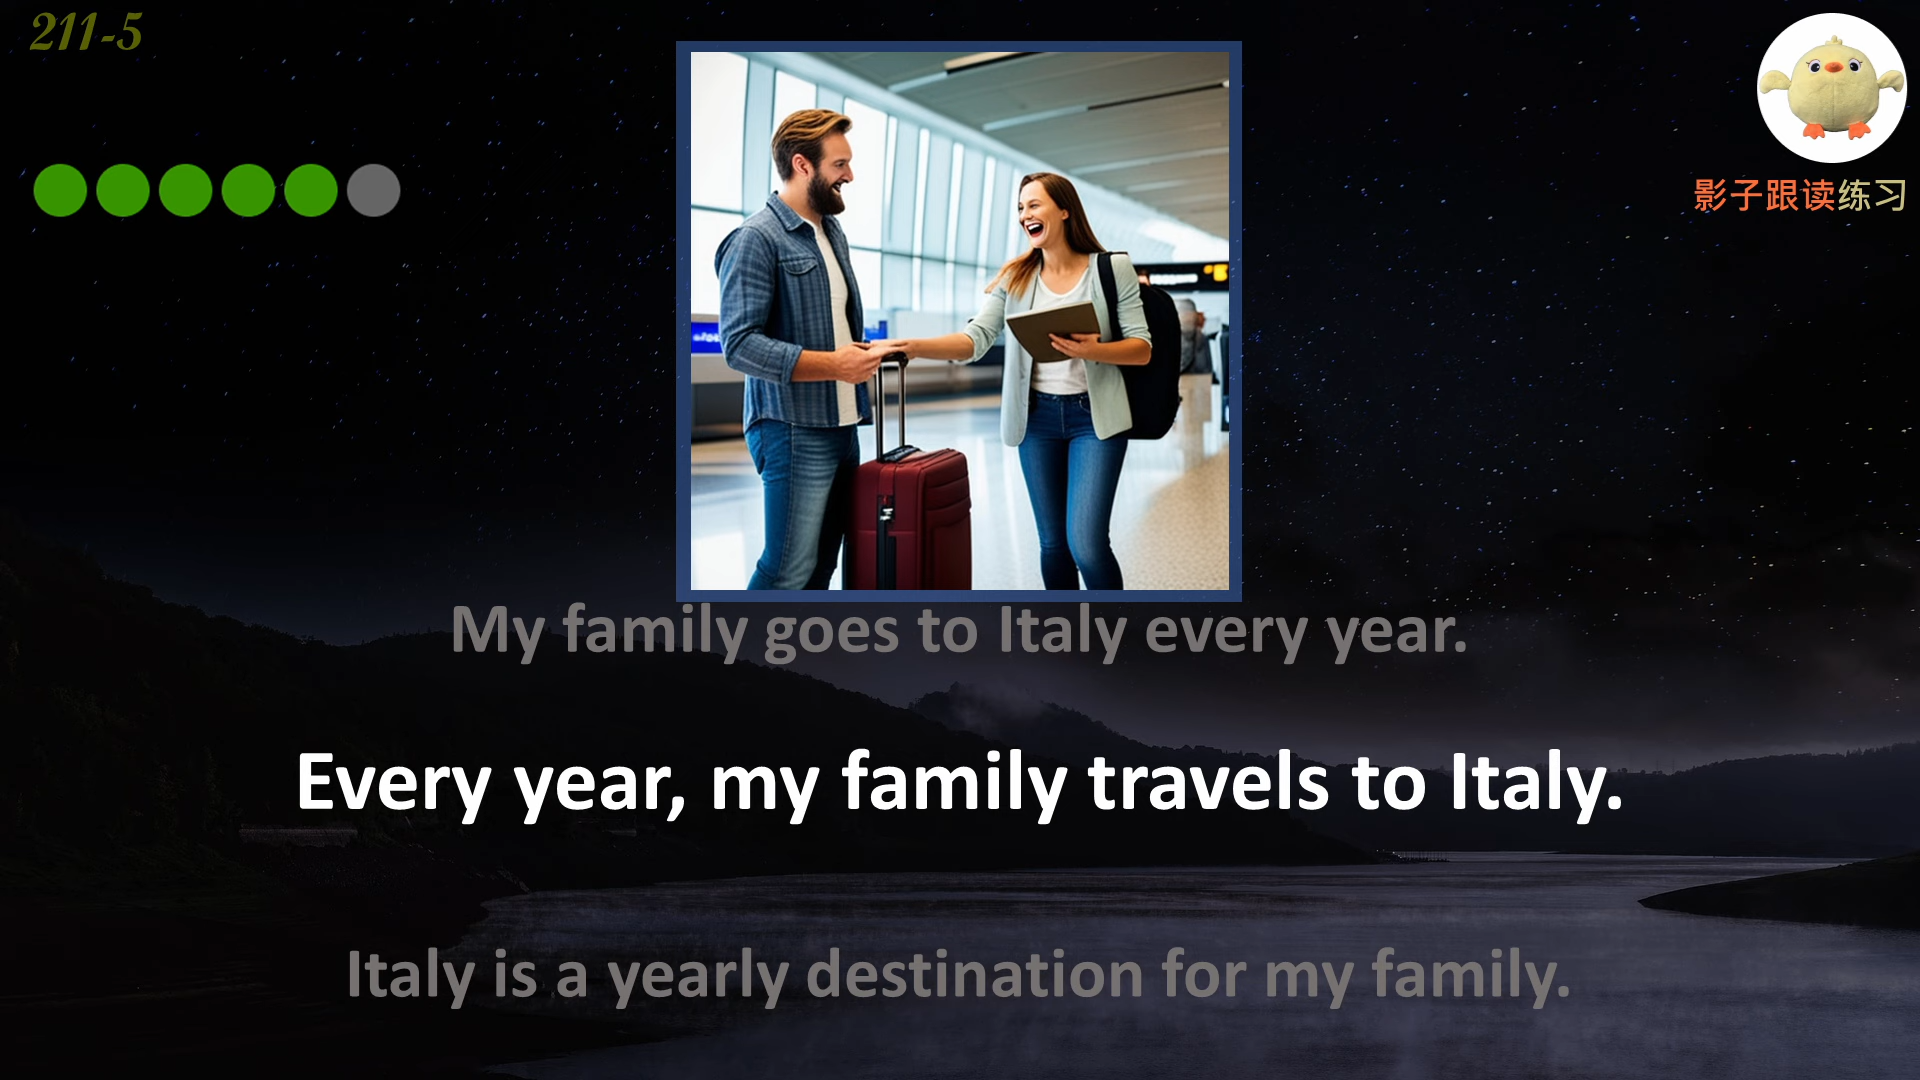 211-5
影子跟读练习
My family goes to Italy every year.
Every year, my family travels to Italy.
Italy is a yearly destination for my family.